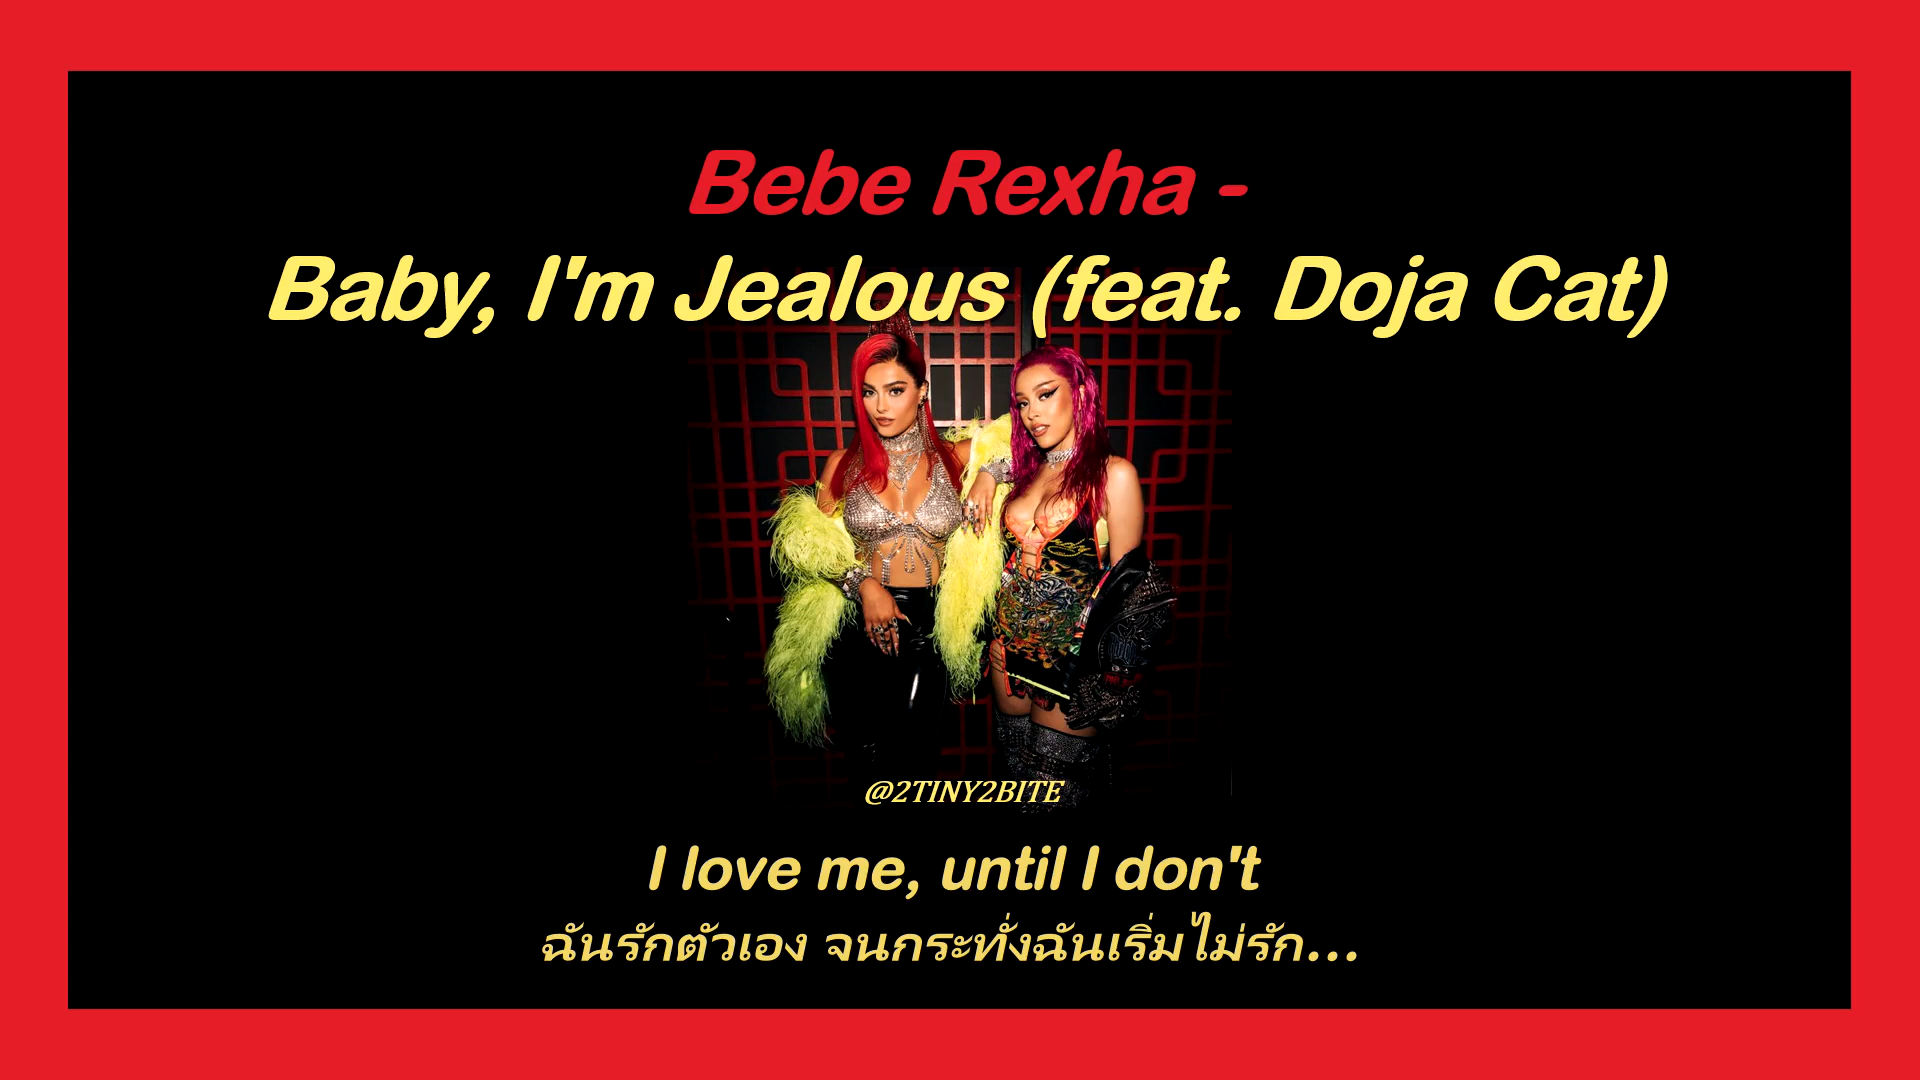 Bebe Rexha -
Baby, I'm Jealous (feat. Doja Cat)
@2TINY2BITE
I love me, until I don't
ฉันรักตัวเอง จนกระทั่งฉันเริ่มไม่รัก...